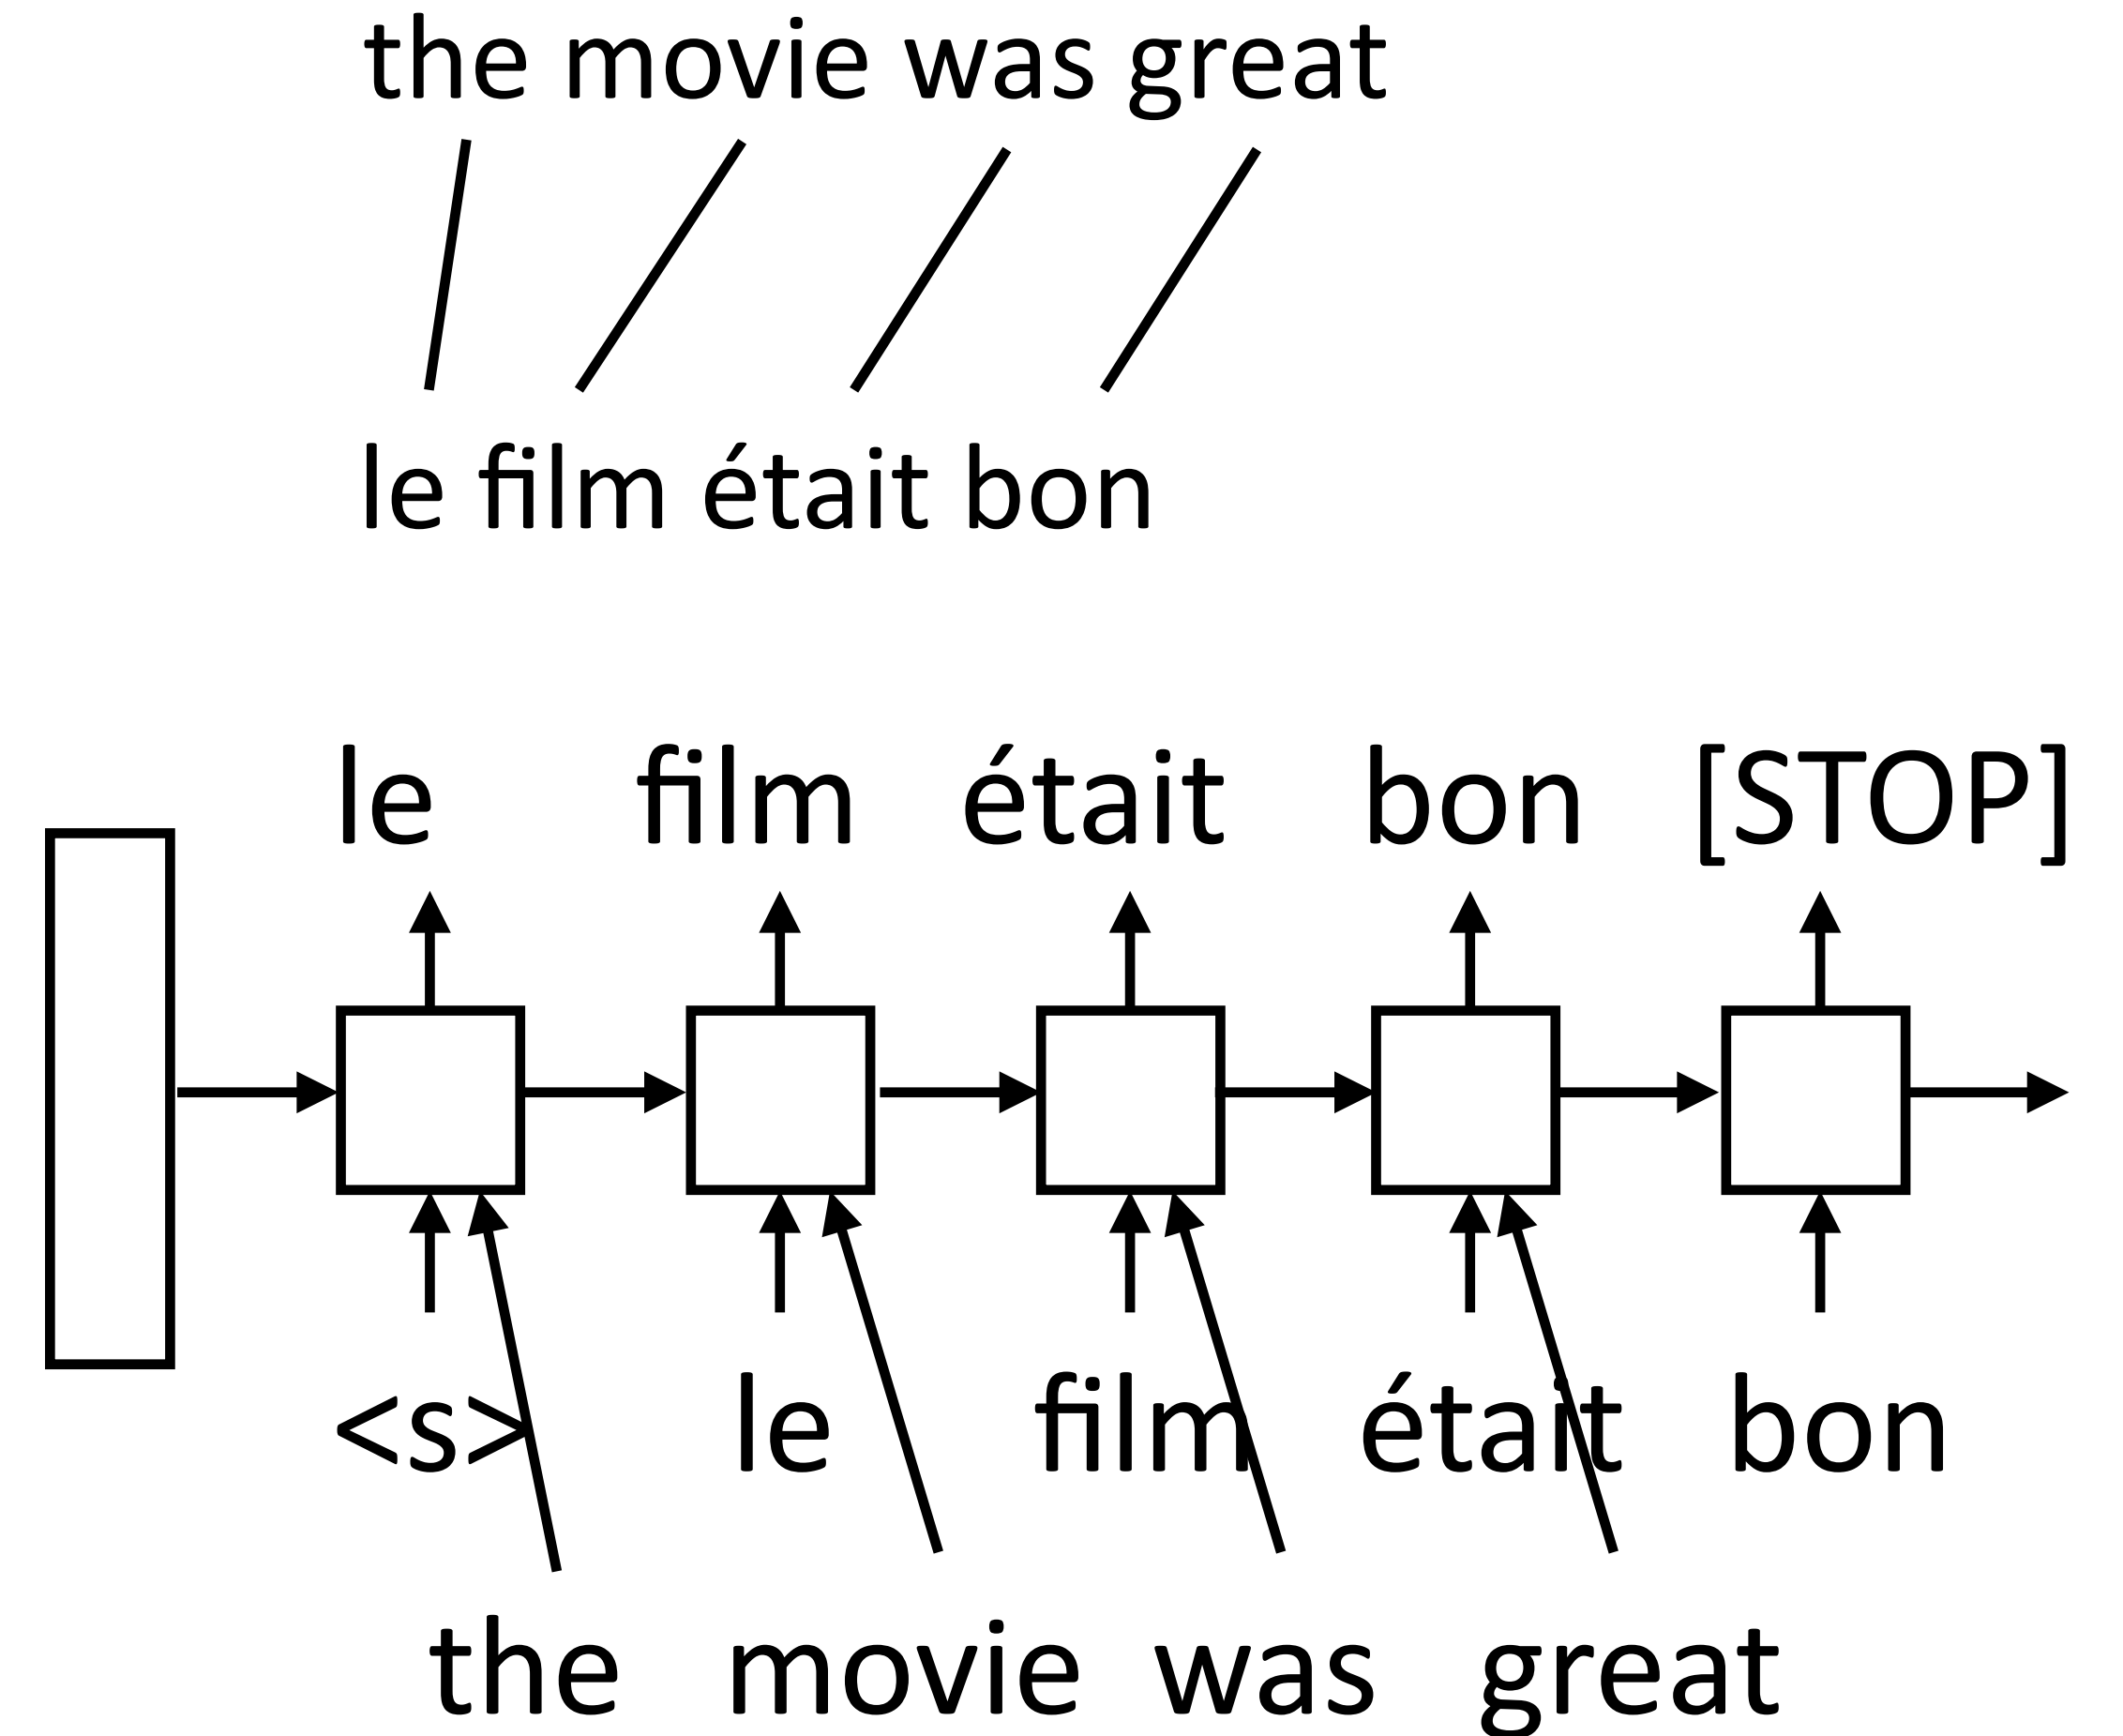 the movie was great
le film était bon
le film était bon [STOP]
<s> le film était bon
the movie was great